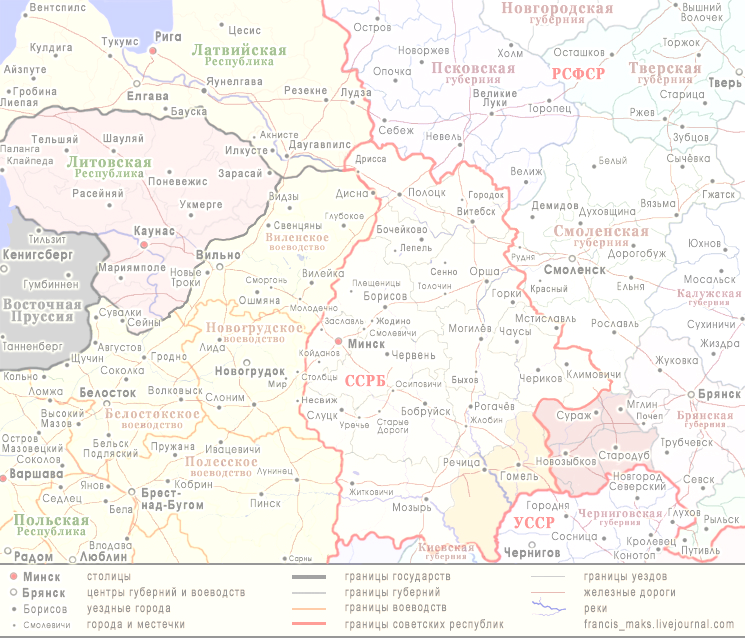 Вентспилс
Цесис
Новгородская
губерния
Вышний
Волочек
Кулдига
Тукумс
Рига
Латвийская
Республика
Остров
Новоржев
Холм
Осташков
Торжок
Айзпуте
Опочка
Псковская
губерния
РСФСР
Тверская
губерния
Тверь
Гробина
Лиепая
Елгава
Яунелгава
Резекне
Лудза
Великие
Луки
Торопец
Старица
Ржев
Бауска
Себеж
Невель
Зубцов
Тельшяй
Шауляй
Акнисте
Даугавпилс
Паланга
Клайпеда
Литовская
Республика
Илкусте
Дрисса
Белый
Сычёвка
Поневежис
Зарасай
Велиж
Расейняй
Дисна
Полоцк
Городок
Гжатск
Укмерге
Видзы
Витебск
Демидов
Духовщина
Вязьма
Глубоков
Бочейково
Тильзит
Каунас
Свенцяны
Виленское
воеводство
Лепель
Смоленская
губерния
Юхнов
Кенигсберг
Вильно
Рудня
Дорогобуж
Мариямполе
Новые
Троки
Вилейка
Сенно
Орша
Смоленск
Гумбиннен
Сморгонь
Плещеницы
Толочин
Ельня
Мосальск
Восточная
Пруссия
Ошмяна
Борисов
Горки
Красный
Калужская
губерния
Сувалки
Сейны
Молодечно
Заславль
Жодино
Смолевичи
Мстиславль
Новогрудское
воеводство
Могилёв
Чаусы
Рославль
Сухиничи
Танненберг
Августов
Лида
Минск
Жиздра
Щучин
Гродно
Койданов
Червень
Жуковка
Соколка
Новогрудок
Кольно
Столбцы
ССРБ
Осиповичи
Быхов
Чериков
Климовичи
Ломжа
Белосток
Волковыск
Мир
Брянск
Слоним
Несвиж
Рогачёв
Мглин
Высокий
Мазов
Белостокское
воеводство
Слуцк
Бобруйск
Сураж
Почеп
Брянская
губерния
Уречье
Старые
Дороги
Жлобин
Остров
Мазовецкий
Бельск
Подляский
Пружана
Ивацевичи
Трубчевск
Соколов
Полесское
воеводство
Речица
Новозыбков
Стародуб
Варшава
Лунинец
Гомель
Новгород
Северский
Севск
Янов
Кобрин
Седлец
Брест-
над-Бугом
Житковичи
Пинск
Мозырь
Городня
Черниговская
губерния
Глухов
Польская
Республика
Бела
УССР
Рыльск
Сосница
Влодава
Киевская
губерния
Чернигов
Кролевец
Путивль
Радом
Люблин
Сарны
Конотоп
Минск столицы границы государств границы уездов
Брянск центры губерний и воеводств границы губерний железные дороги
Борисов уездные города границы воеводств реки
Смолевичи города и местечки границы советских республик francis_maks.livejournal.com